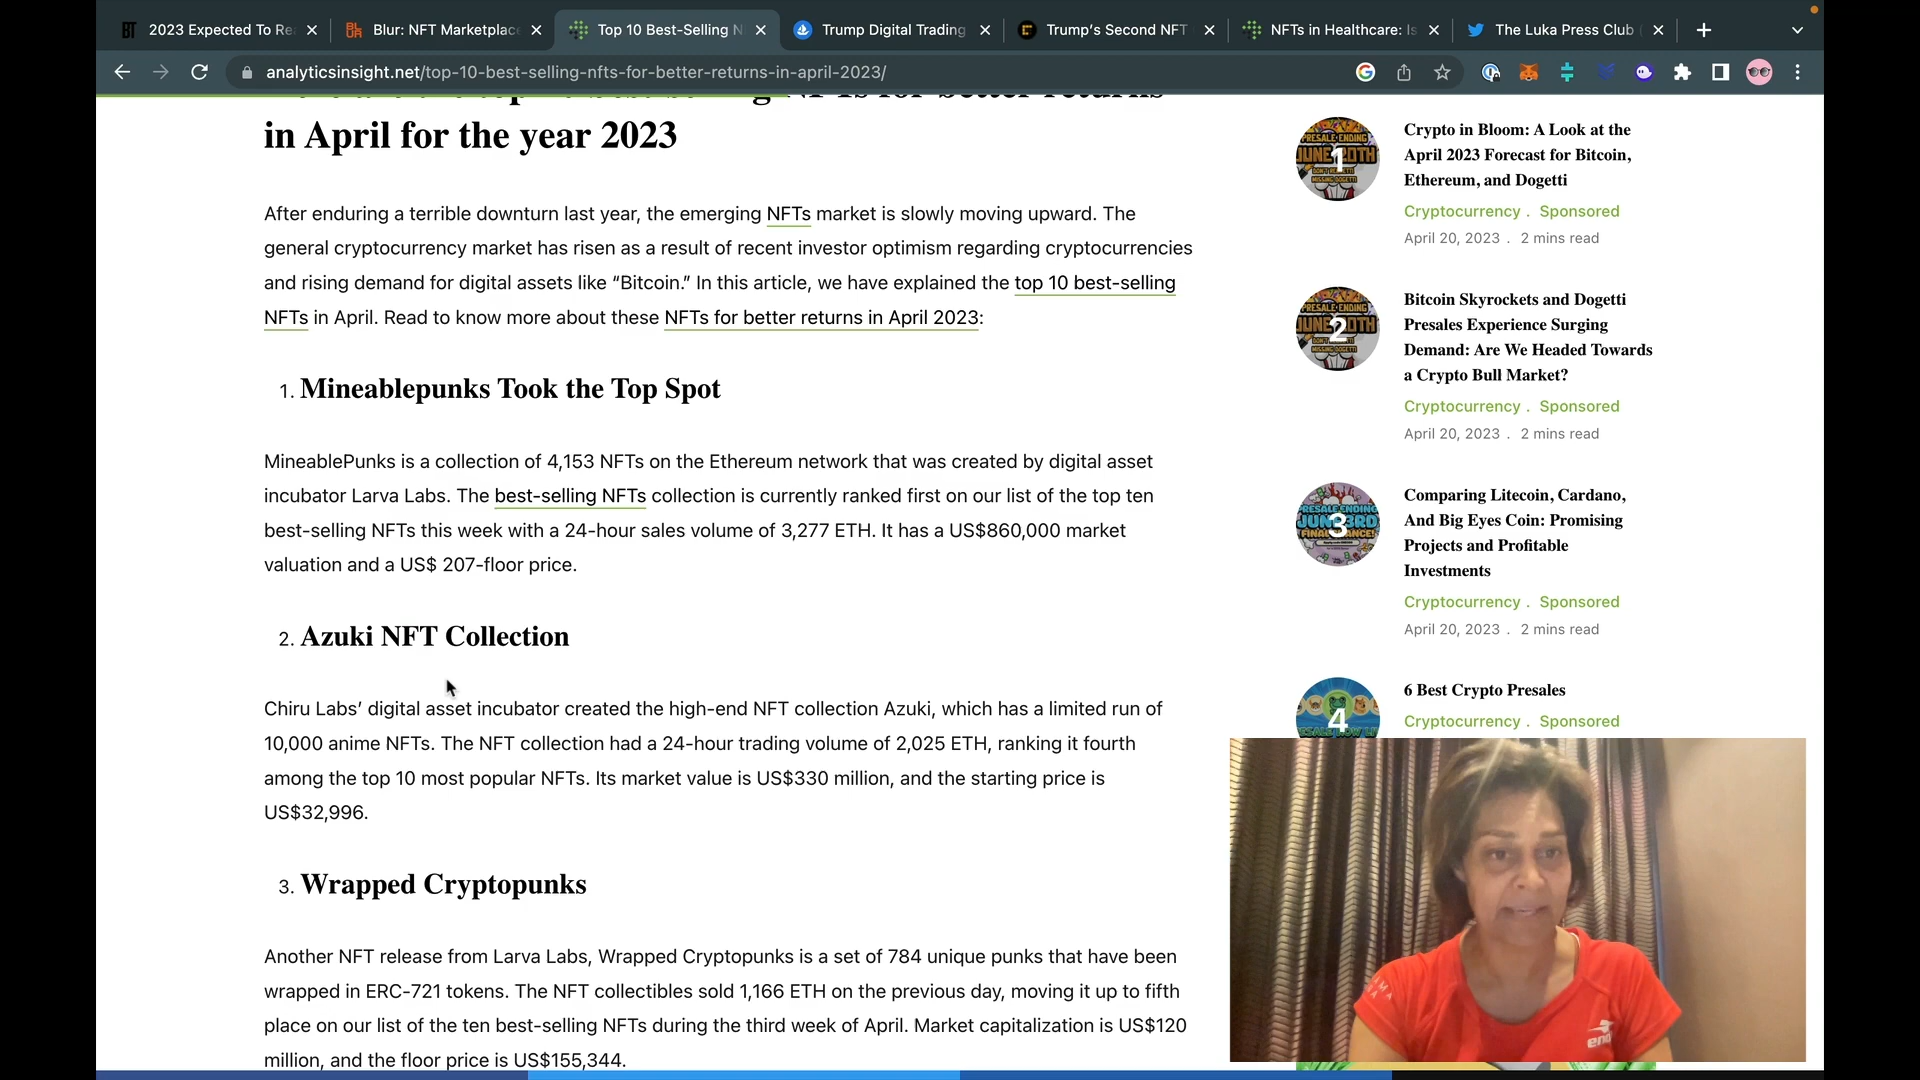 2023 Expected To Re
Blur: NFT Marketplac
Top 10 Best-Selling N
Trump Digital Trading
Trump's Second NFT
NFTs in Healthcare: Is
The Luka Press Club
analyticsinsight.net/top-10-best-selling-nfts-for-better-returns-in-april-2023/
in April for the year 2023
After enduring a terrible downturn last year, the emerging NFTs market is slowly moving upward. The
general cryptocurrency market has risen as a result of recent investor optimism regarding cryptocurrencies
and rising demand for digital assets like “Bitcoin.” In this article, we have explained the top 10 best-selling
NFTs in April. Read to know more about these NFTs for better returns in April 2023:
1. Mineablepunks Took the Top Spot
MineablePunks is a collection of 4,153 NFTs on the Ethereum network that was created by digital asset
incubator Larva Labs. The best-selling NFTs collection is currently ranked first on our list of the top ten
best-selling NFTs this week with a 24-hour sales volume of 3,277 ETH. It has a US$860,000 market
valuation and a US$ 207-floor price.
2. Azuki NFT Collection
Chiru Labs’ digital asset incubator created the high-end NFT collection Azuki, which has a limited run of
10,000 anime NFTs. The NFT collection had a 24-hour trading volume of 2,025 ETH, ranking it fourth
among the top 10 most popular NFTs. Its market value is US$330 million, and the starting price is
US$32,996.
3. Wrapped Cryptopunks
Another NFT release from Larva Labs, Wrapped Cryptopunks is a set of 784 unique punks that have been
wrapped in ERC-721 tokens. The NFT collectibles sold 1,166 ETH on the previous day, moving it up to fifth
place on our list of the ten best-selling NFTs during the third week of April. Market capitalization is US$120
million, and the floor price is US$155,344.
1
Crypto in Bloom: A Look at the
April 2023 Forecast for Bitcoin,
Ethereum, and Dogetti
Cryptocurrency . Sponsored
April 20, 2023 . 2 mins read
2
Bitcoin Skyrockets and Dogetti
Presales Experience Surging
Demand: Are We Headed Towards
a Crypto Bull Market?
Cryptocurrency . Sponsored
April 20, 2023 . 2 mins read
3
Comparing Litecoin, Cardano,
And Big Eyes Coin: Promising
Projects and Profitable
Investments
Cryptocurrency . Sponsored
April 20, 2023 . 2 mins read
4
6 Best Crypto Presales
Cryptocurrency . Sponsored